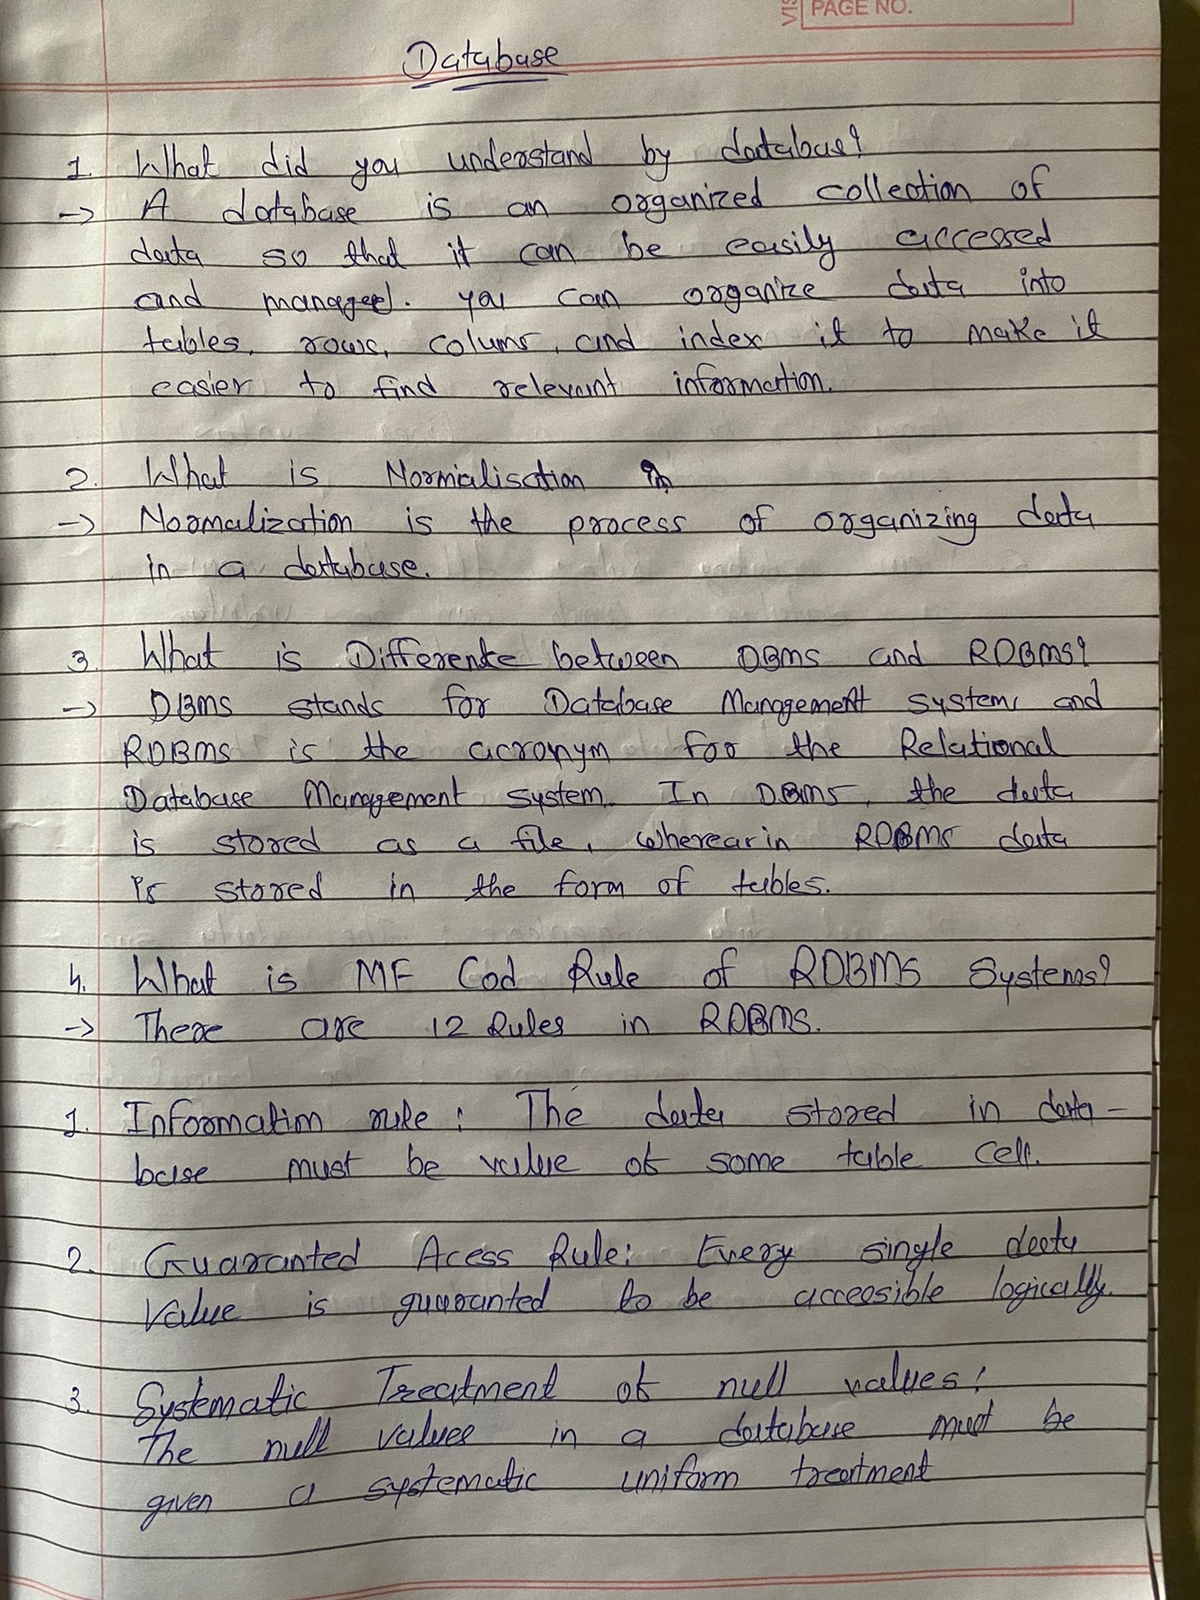 PAGE NO.
Database
1. What did you understand by database?
-> A database is an organized collection of
data so that it can be easily accessed
and managed. you can organize data into
tables, rows, colums, and index it to make it
easier to find relevant information.
2. What is Normialisation
-> Normalization is the process of organizing data
in a database.
3. What is Difference between DBMS and RDBMS?
-> DBMS stands for Database Management System, and
RDBMS is the acronym for the Relational
Database Management system. In DBMS, the data
is stored as a file, wherear in RDBMS data
is stored in the form of tables.
4. What is MF Cod Rule of RDBMS Systems?
-> There are 12 Rules in RDBMS.
1. Information rule : The data stored in data-
base must be value of some table cell.
2. Guaranted Acess Rule: Every single data
Value is guaranted to be accessible logically.
3. Systematic Treatment of null values :
The null values in a database must be
given a systematic uniform treatment